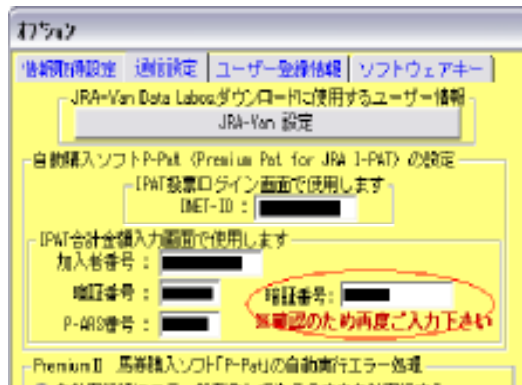 オプション
情報取得設定 通信設定 ユーザー登録情報 ソフトウェアキー
JRA-Van Data Labo.ダウンロードに使用するユーザー情報
JRA-Van 設定
自動購入ソフトP-Pat (Premium Pat for JRA I-PAT) の設定
IPAT投票ログイン画面で使用します
INET-ID :
IPAT合計金額入力画面で使用します
加入者番号 :
暗証番号 :
暗証番号:
P-ARS番号 :
※確認のため再度ご入力下さい
PremiumⅡ 馬券購入ソフト「P-Pat」の自動実行エラー処理